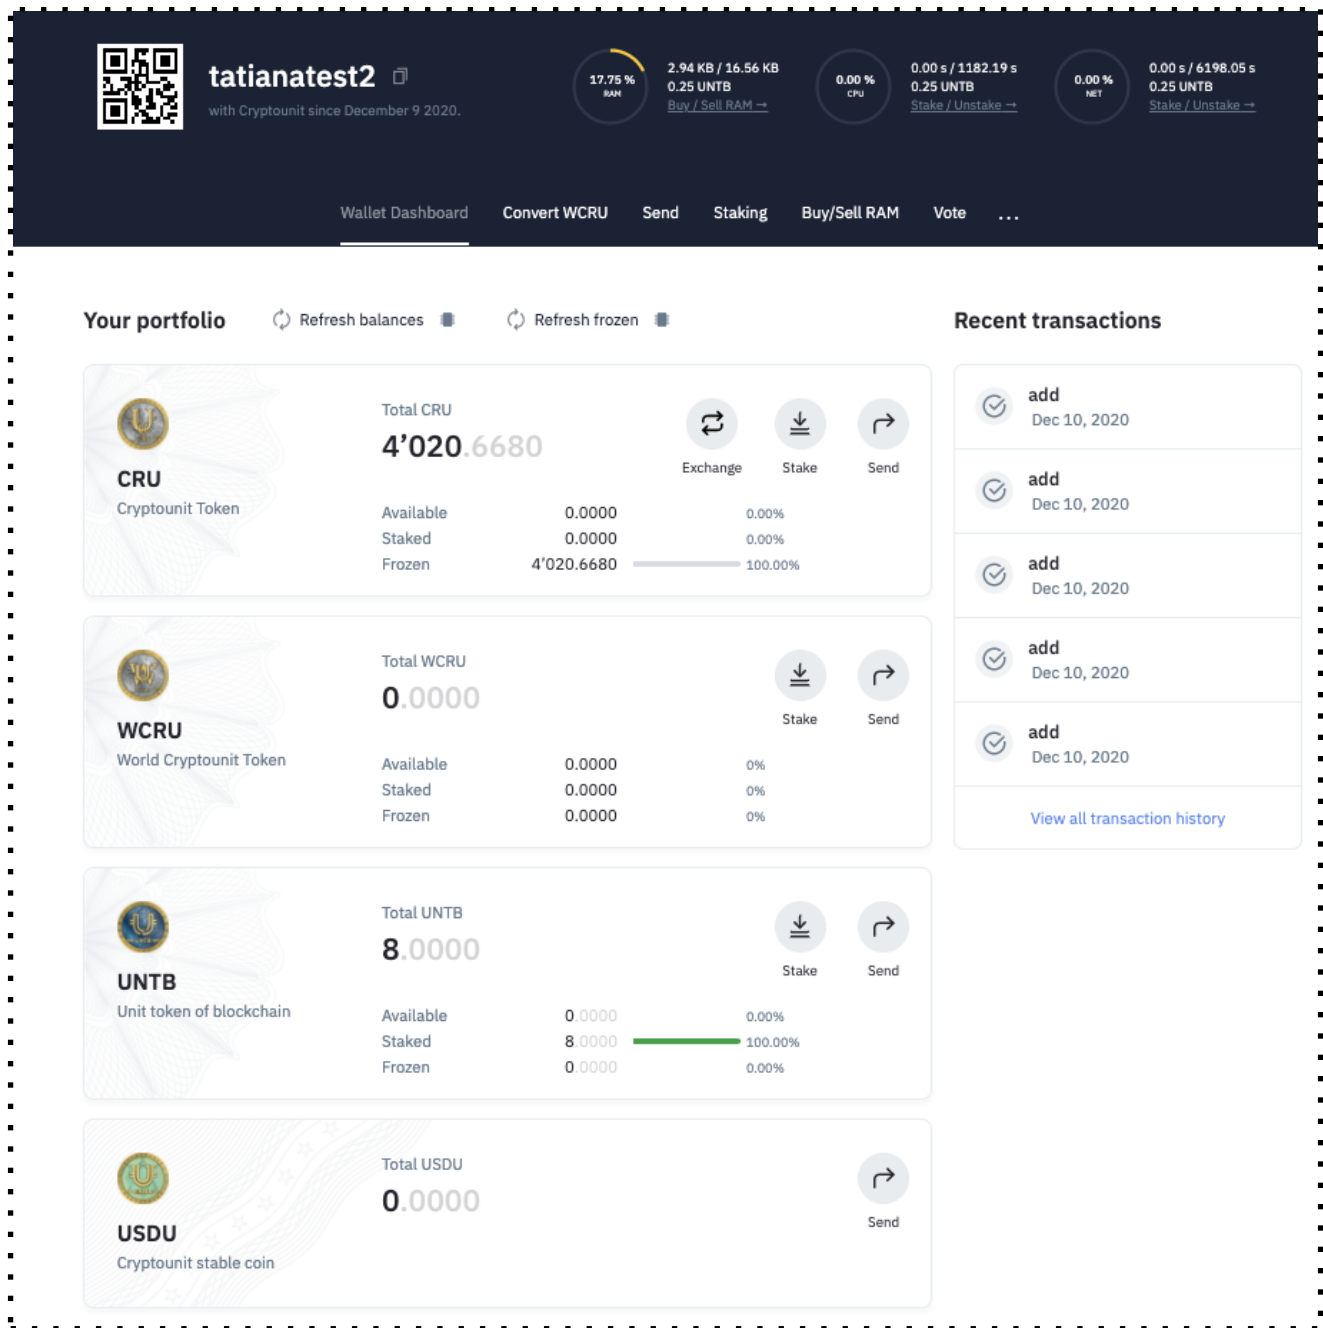 tatianatest2
with Cryptounit since December 9 2020.
17.75 %
RAM
2.94 KB / 16.56 KB
0.25 UNTB
Buy / Sell RAM →
0.00 %
CPU
0.00 s / 1182.19 s
0.25 UNTB
Stake / Unstake →
0.00 %
NET
0.00 s / 6198.05 s
0.25 UNTB
Stake / Unstake →
Wallet Dashboard Convert WCRU Send Staking Buy/Sell RAM Vote ...
Your portfolio Refresh balances Refresh frozen
CRU
Cryptounit Token
Total CRU
4’020.6680
Exchange Stake Send
Available 0.0000 0.00%
Staked 0.0000 0.00%
Frozen 4’020.6680 100.00%
WCRU
World Cryptounit Token
Total WCRU
0.0000
Stake Send
Available 0.0000 0%
Staked 0.0000 0%
Frozen 0.0000 0%
UNTB
Unit token of blockchain
Total UNTB
8.0000
Stake Send
Available 0.0000 0.00%
Staked 8.0000 100.00%
Frozen 0.0000 0.00%
USDU
Cryptounit stable coin
Total USDU
0.0000
Send
Recent transactions
add
Dec 10, 2020
add
Dec 10, 2020
add
Dec 10, 2020
add
Dec 10, 2020
add
Dec 10, 2020
View all transaction history